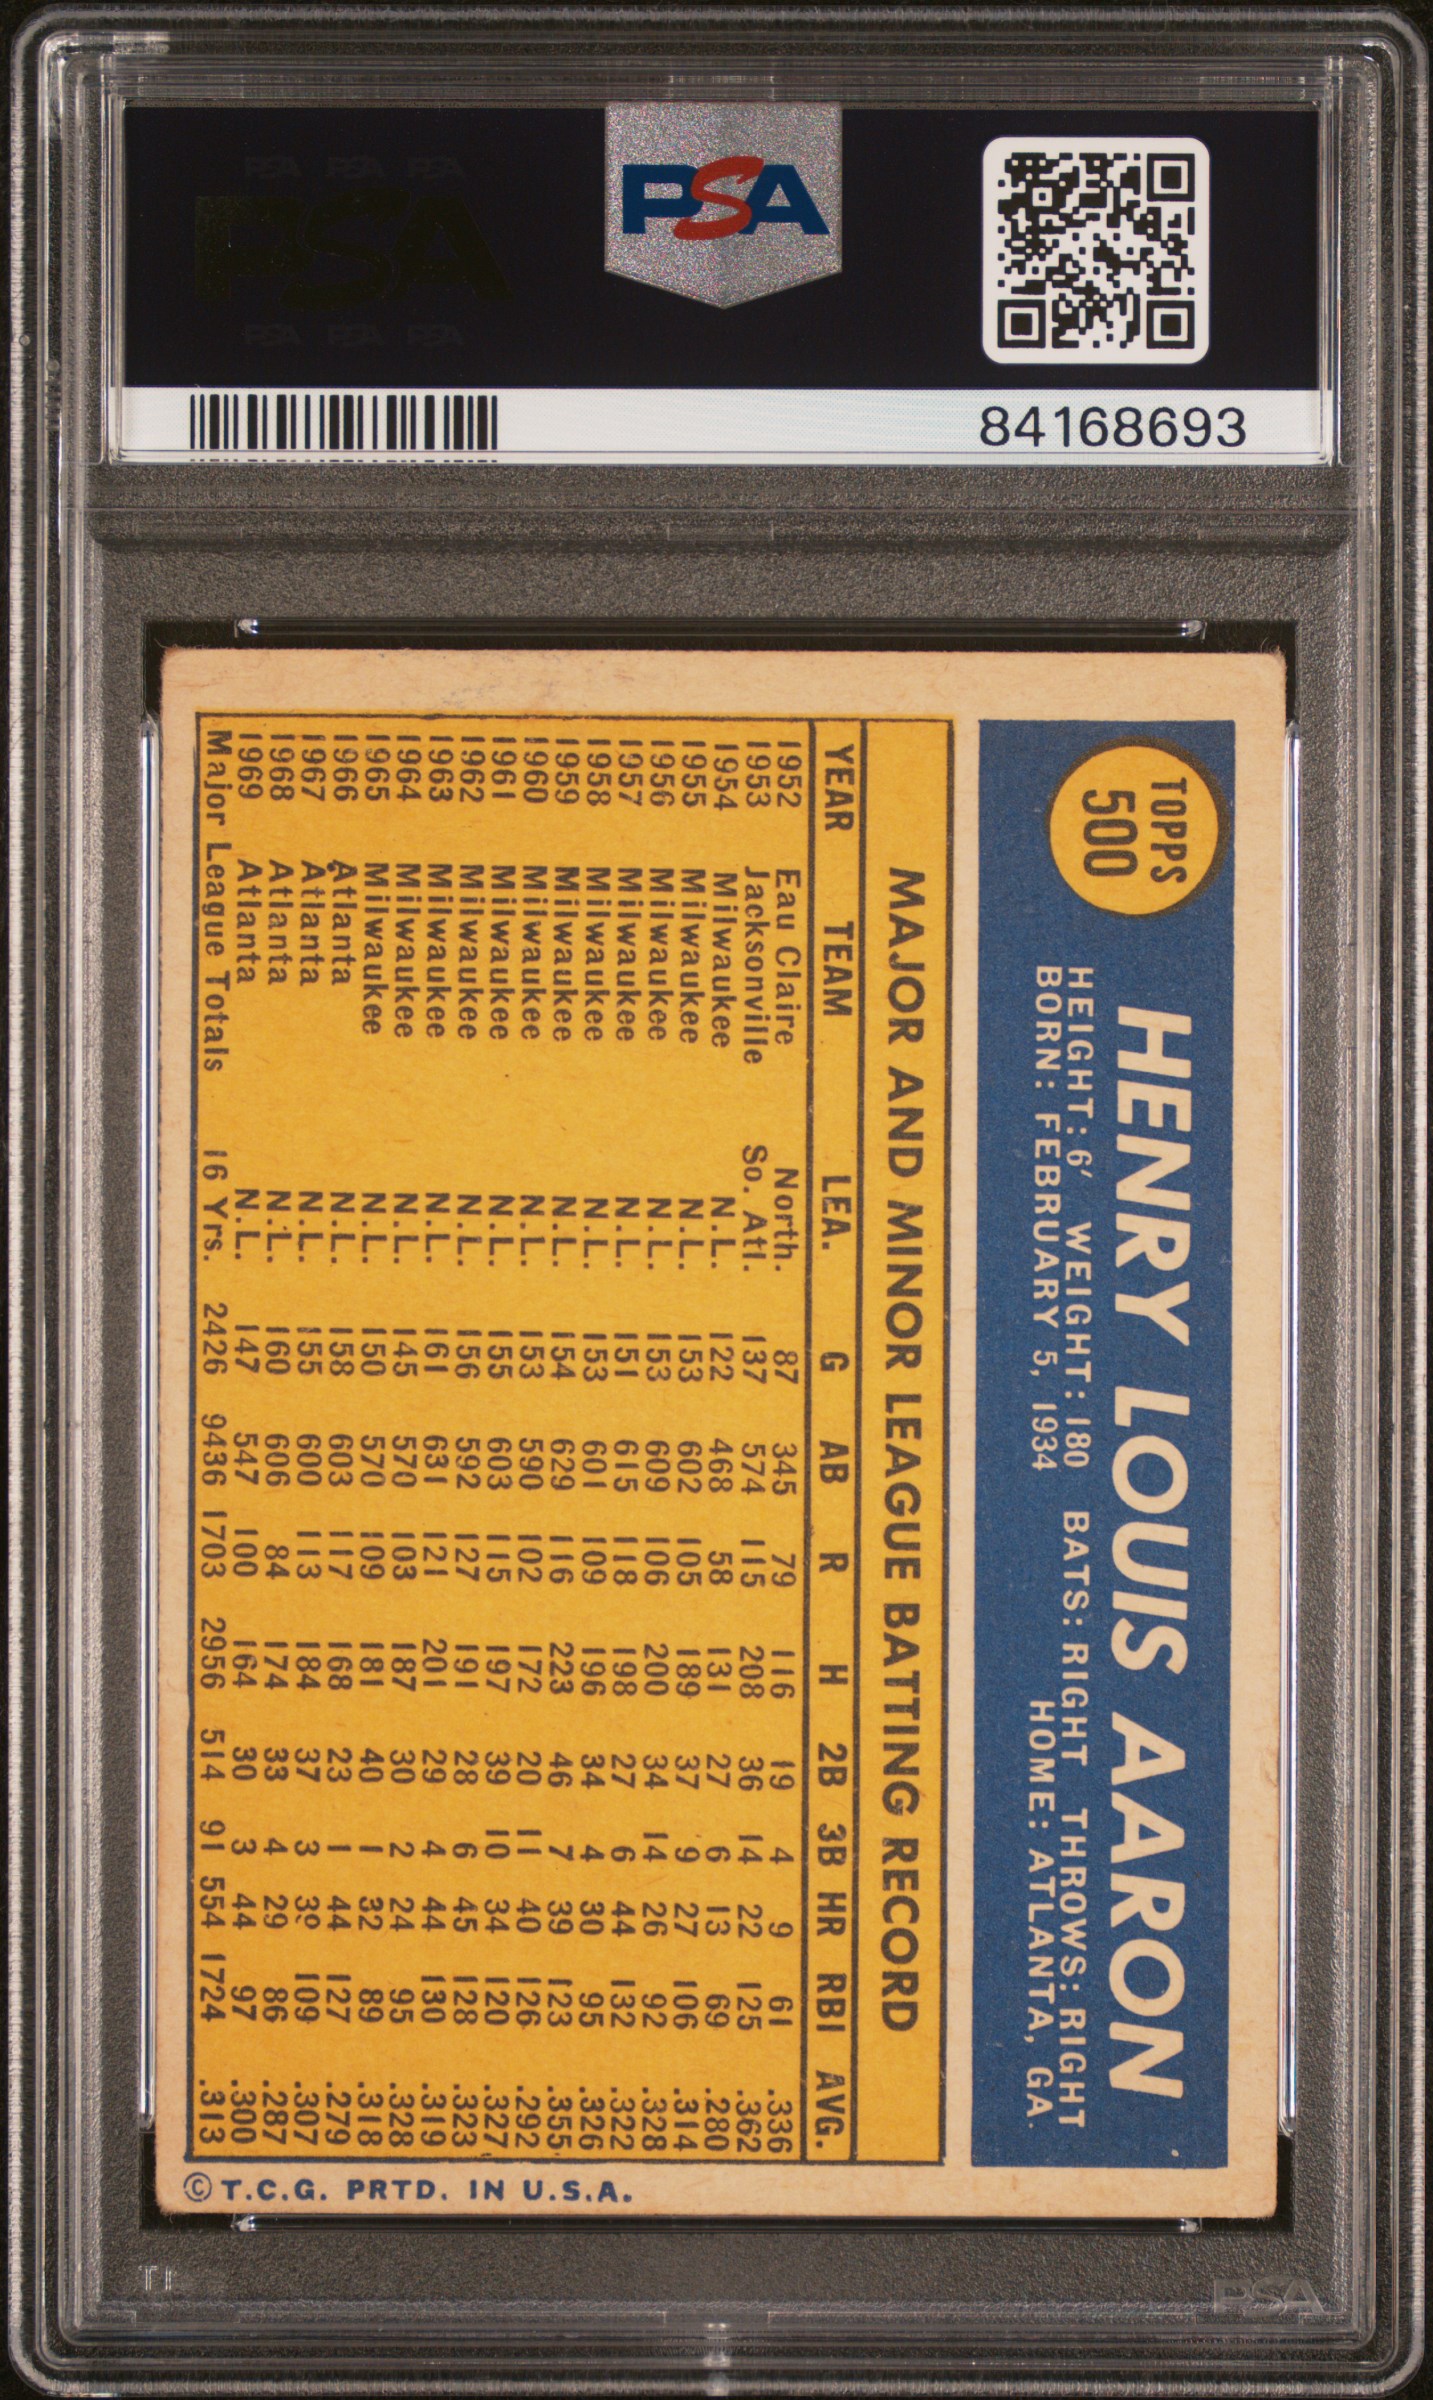 PSA PSA PSA
PSA
PSA PSA PSA
PSA
84168693
TOPPS
500
HENRY LOUIS AARON
HEIGHT: 6' WEIGHT: 180 BATS: RIGHT THROWS: RIGHT
BORN: FEBRUARY 5, 1934 HOME: ATLANTA, GA.
MAJOR AND MINOR LEAGUE BATTING RECORD
YEAR TEAM LEA. G AB R H 2B 3B HR RBI AVG.
1952 Eau Claire North. 87 345 79 116 19 4 9 61 .336
1953 Jacksonville So. Atl. 137 574 115 208 36 14 22 125 .362
1954 Milwaukee N.L. 122 468 58 131 27 6 13 69 .280
1955 Milwaukee N.L. 153 602 105 189 37 9 27 106 .314
1956 Milwaukee N.L. 153 609 106 200 34 14 26 92 .328
1957 Milwaukee N.L. 151 615 118 198 27 6 44 132 .322
1958 Milwaukee N.L. 153 601 109 196 34 4 30 95 .326
1959 Milwaukee N.L. 154 629 116 223 46 7 39 123 .355
1960 Milwaukee N.L. 153 590 102 172 20 11 40 126 .292
1961 Milwaukee N.L. 155 603 115 197 39 10 34 120 .327
1962 Milwaukee N.L. 156 592 127 191 28 6 45 128 .323
1963 Milwaukee N.L. 161 631 121 201 29 4 44 130 .319
1964 Milwaukee N.L. 145 570 103 187 30 2 24 95 .328
1965 Milwaukee N.L. 150 570 109 181 40 1 32 89 .318
1966 Atlanta N.L. 158 603 117 168 23 1 44 127 .279
1967 Atlanta N.L. 155 600 113 184 37 3 39 109 .307
1968 Atlanta N.L. 160 606 84 174 33 4 29 86 .287
1969 Atlanta N.L. 147 547 100 164 30 3 44 97 .300
Major League Totals 16 Yrs. 2426 9436 1703 2956 514 91 554 1724 .313
© T.C.G. PRTD. IN U.S.A.
PSA